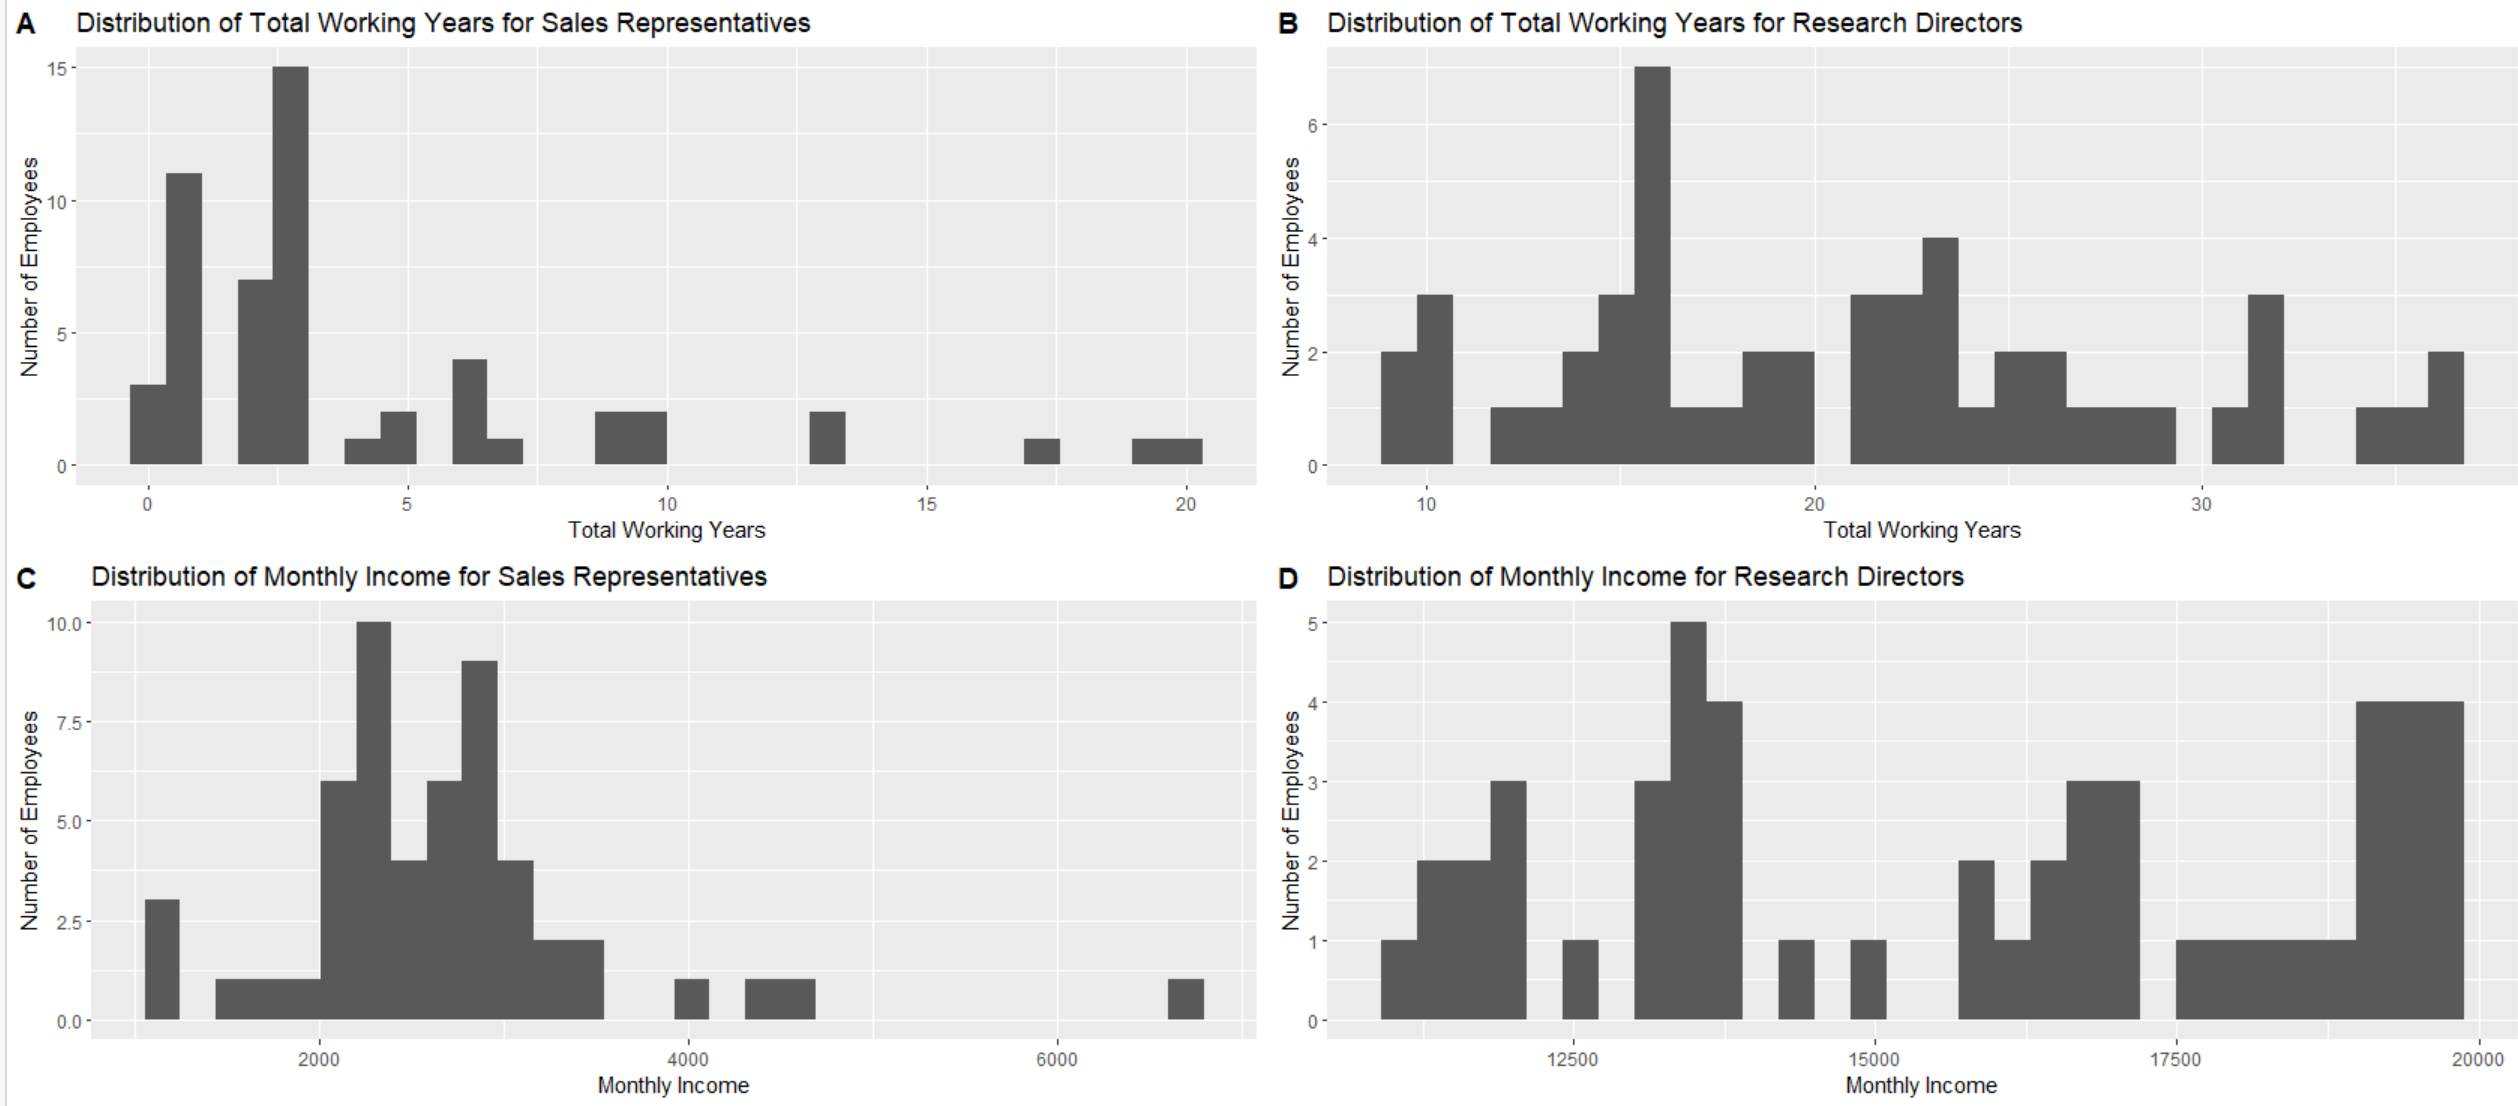 A Distribution of Total Working Years for Sales Representatives
Number of Employees
15
10
5
0
0 5 10 15 20
Total Working Years
B Distribution of Total Working Years for Research Directors
Number of Employees
6
4
2
0
10 20 30
Total Working Years
C Distribution of Monthly Income for Sales Representatives
Number of Employees
10.0
7.5
5.0
2.5
0.0
2000 4000 6000
Monthly Income
D Distribution of Monthly Income for Research Directors
Number of Employees
5
4
3
2
1
0
12500 15000 17500 20000
Monthly Income